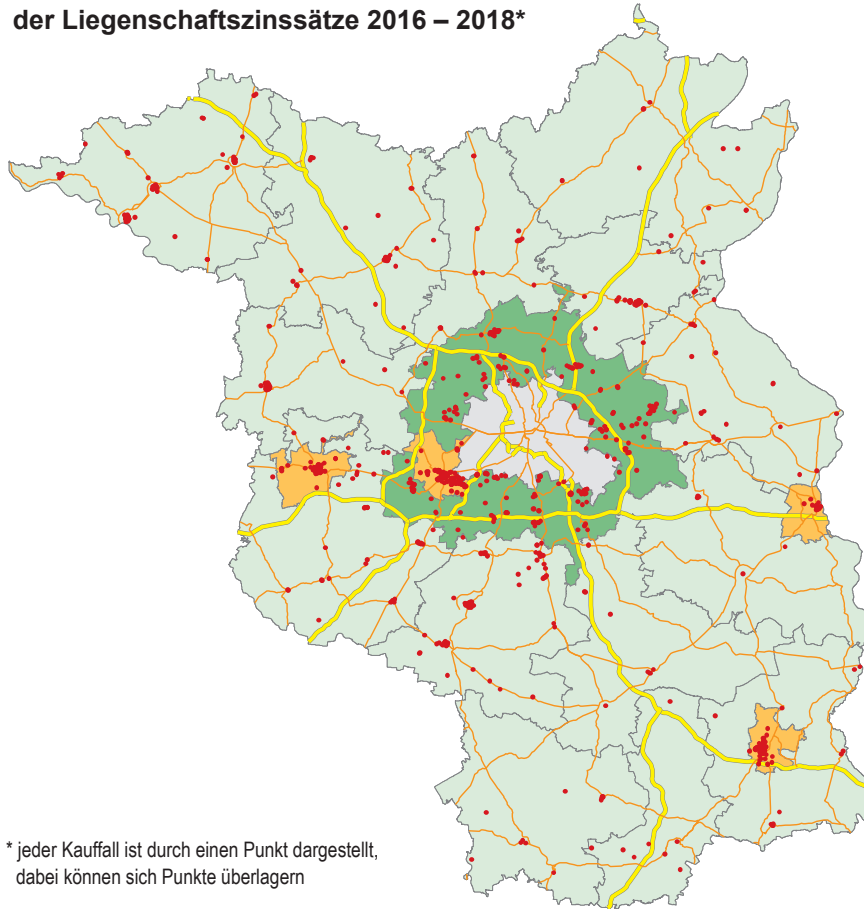 der Liegenschaftszinssätze 2016 – 2018*
* jeder Kauffall ist durch einen Punkt dargestellt,
dabei können sich Punkte überlagern